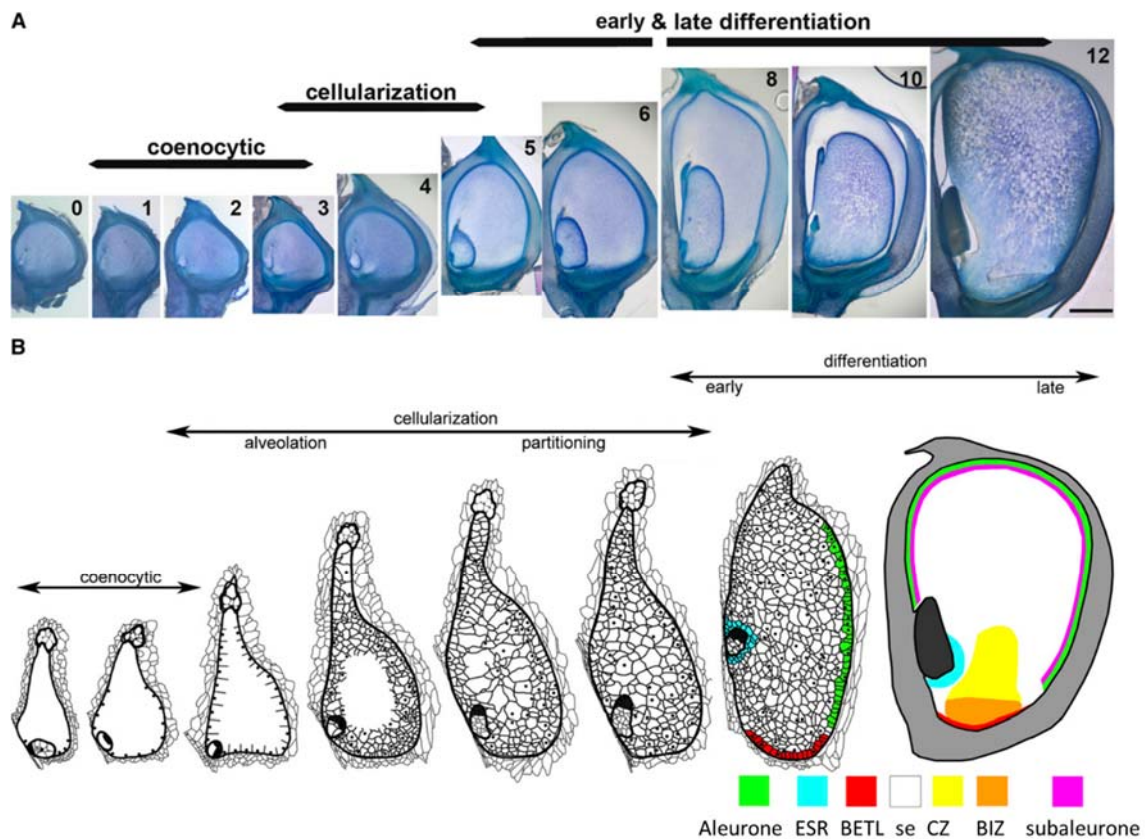 A
early & late differentiation
cellularization
coenocytic
0
1
2
3
4
5
6
8
10
12
B
differentiation
early late
cellularization
alveolation partitioning
coenocytic
Aleurone ESR BETL se CZ BIZ subaleurone